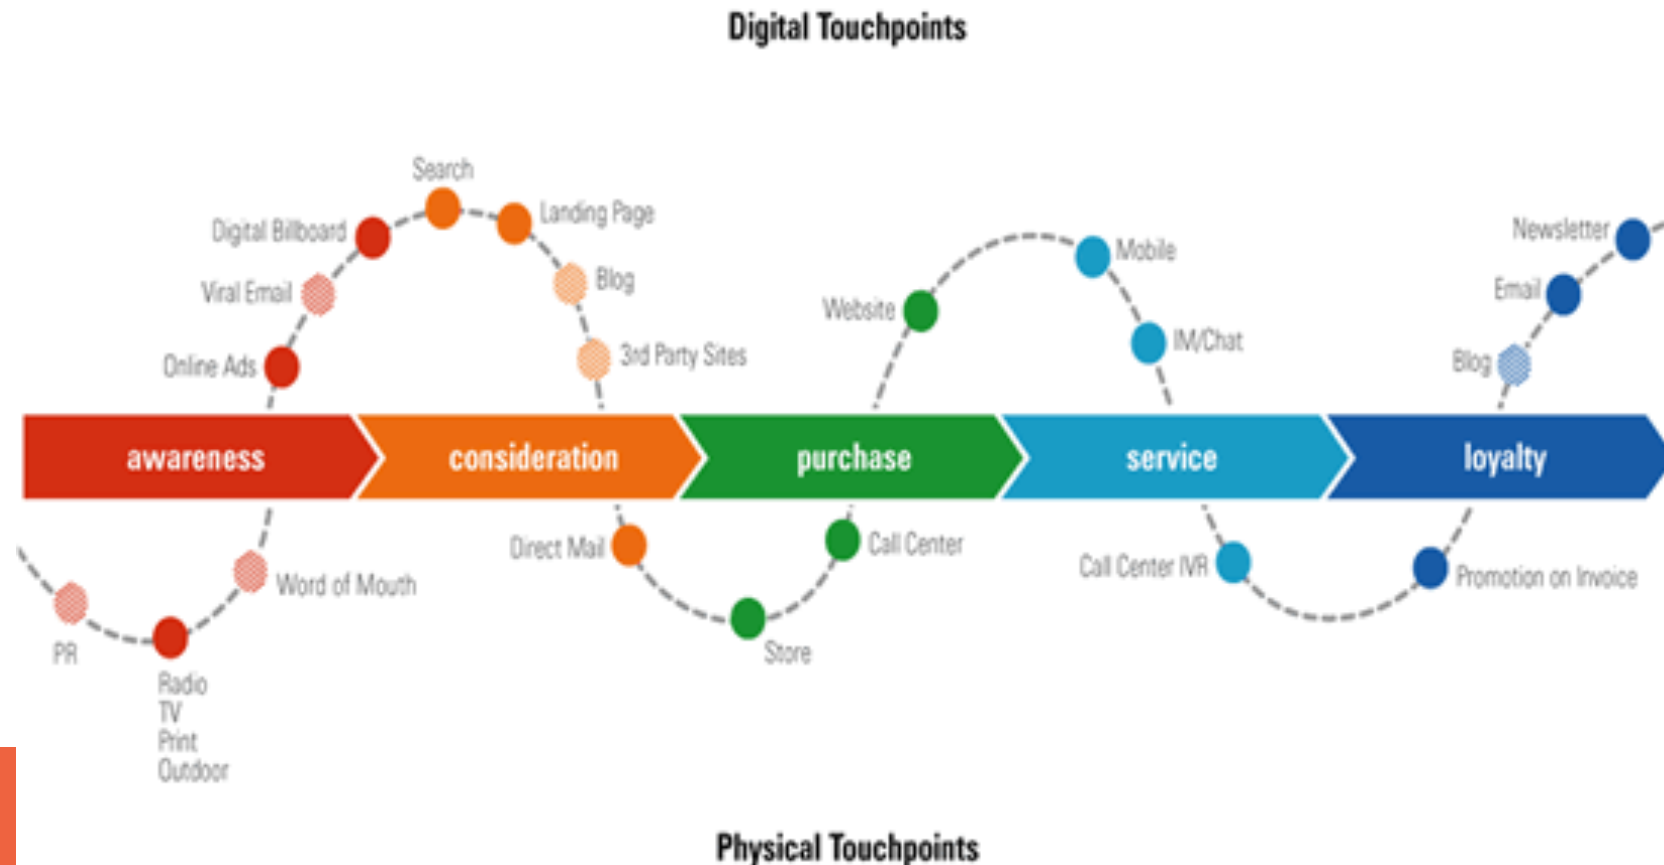 Digital Touchpoints
Search
Digital Billboard
Landing Page
Viral Email
Blog
Online Ads
3rd Party Sites
Website
Mobile
IM/Chat
Newsletter
Email
Blog
awareness
consideration
purchase
service
loyalty
PR
Radio
TV
Print
Outdoor
Word of Mouth
Direct Mail
Store
Call Center
Call Center IVR
Promotion on Invoice
Physical Touchpoints